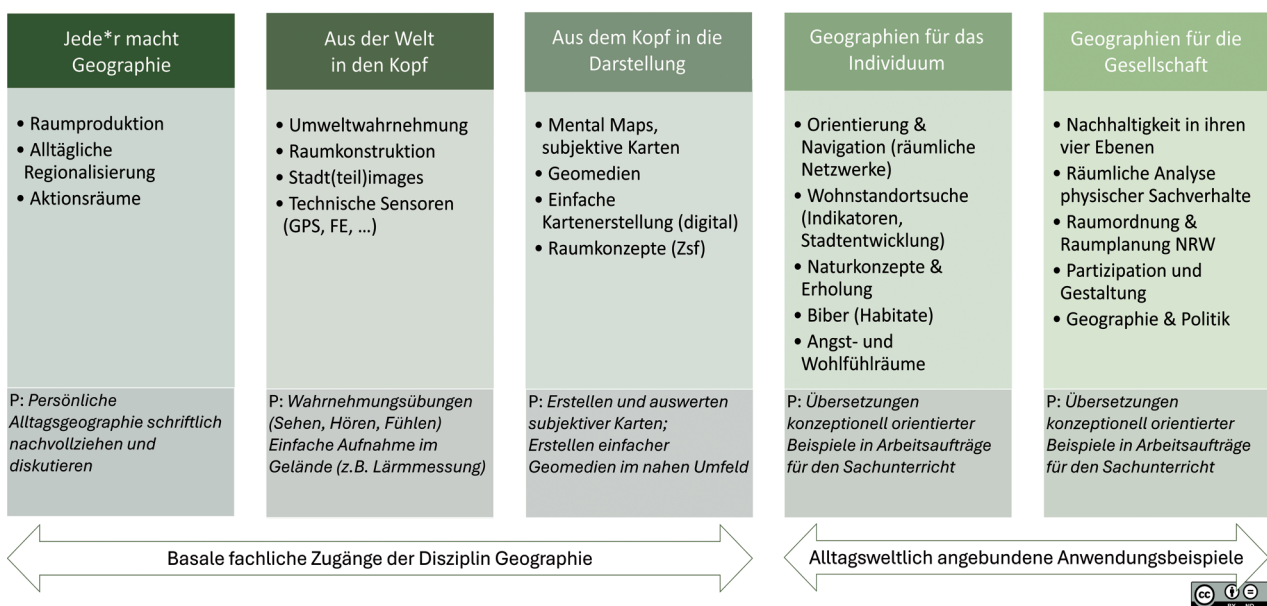 Jede*r macht
Geographie
• Raumproduktion
• Alltägliche
Regionalisierung
• Aktionsräume
P: Persönliche
Alltagsgeographie schriftlich
nachvollziehen und
diskutieren
Aus der Welt
in den Kopf
• Umweltwahrnehmung
• Raumkonstruktion
• Stadt(teil)images
• Technische Sensoren
(GPS, FE, ...)
P: Wahrnehmungsübungen
(Sehen, Hören, Fühlen)
Einfache Aufnahme im
Gelände (z.B. Lärmmessung)
Aus dem Kopf in die
Darstellung
• Mental Maps,
subjektive Karten
• Geomedien
• Einfache
Kartenerstellung (digital)
• Raumkonzepte (Zsf)
P: Erstellen und auswerten
subjektiver Karten;
Erstellen einfacher
Geomedien im nahen Umfeld
Geographien für das
Individuum
• Orientierung &
Navigation (räumliche
Netzwerke)
• Wohnstandortsuche
(Indikatoren,
Stadtentwicklung)
• Naturkonzepte &
Erholung
• Biber (Habitate)
• Angst- und
Wohlfühlräume
P: Übersetzungen
konzeptionell orientierter
Beispiele in Arbeitsaufträge
für den Sachunterricht
Geographien für die
Gesellschaft
• Nachhaltigkeit in ihren
vier Ebenen
• Räumliche Analyse
physischer Sachverhalte
• Raumordnung &
Raumplanung NRW
• Partizipation und
Gestaltung
• Geographie & Politik
P: Übersetzungen
konzeptionell orientierter
Beispiele in Arbeitsaufträge
für den Sachunterricht
Basale fachliche Zugänge der Disziplin Geographie
Alltagsweltlich angebundene Anwendungsbeispiele
cc
BY ND